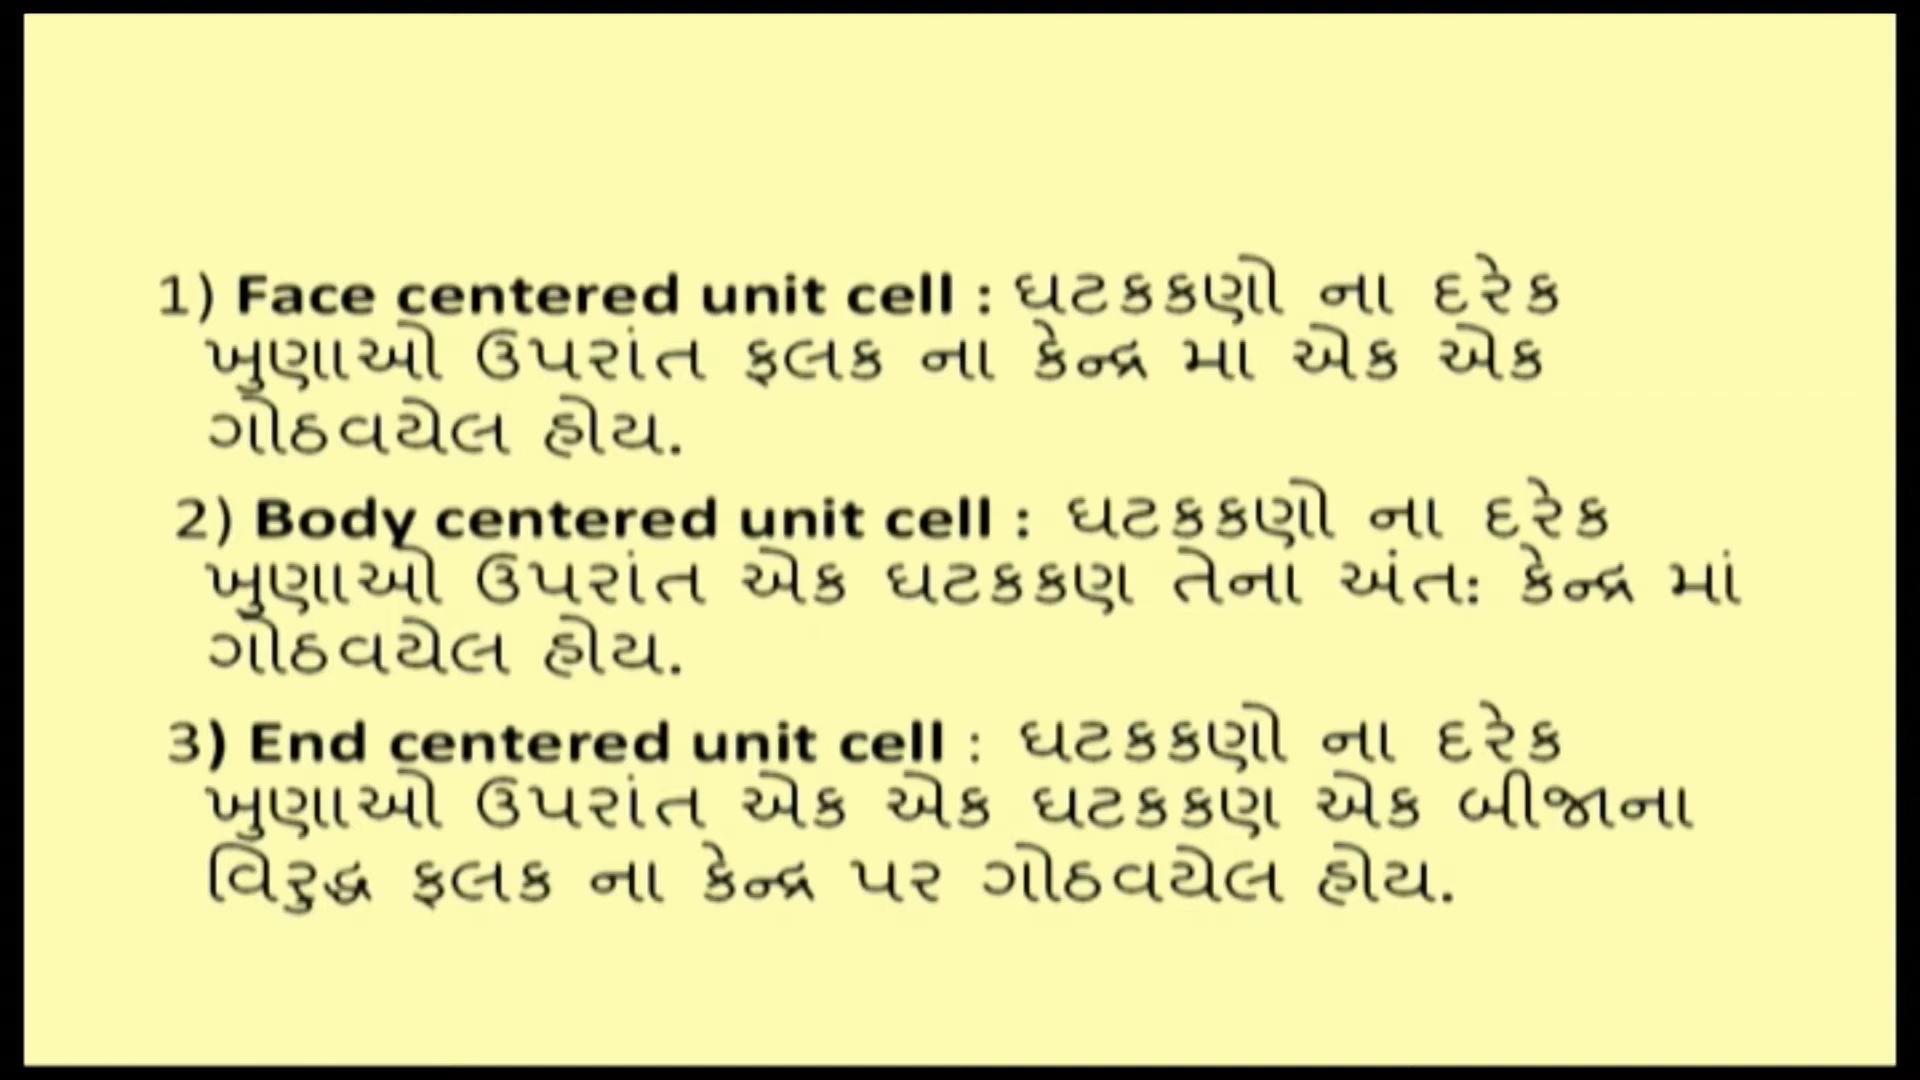 1) Face centered unit cell : ઘટકકણો ના દરેક
ખુણાઓ ઉપરાંત ફલક ના કેન્દ્ર માં એક એક
ગોઠવયેલ હોય.
2) Body centered unit cell : ઘટકકણો ના દરેક
ખુણાઓ ઉપરાંત એક ઘટકકણ તેના અંત: કેન્દ્ર માં
ગોઠવયેલ હોય.
3) End centered unit cell : ઘટકકણો ના દરેક
ખુણાઓ ઉપરાંત એક એક ઘટકકણ એક બીજાના
વિરુદ્ધ ફલક ના કેન્દ્ર પર ગોઠવયેલ હોય.